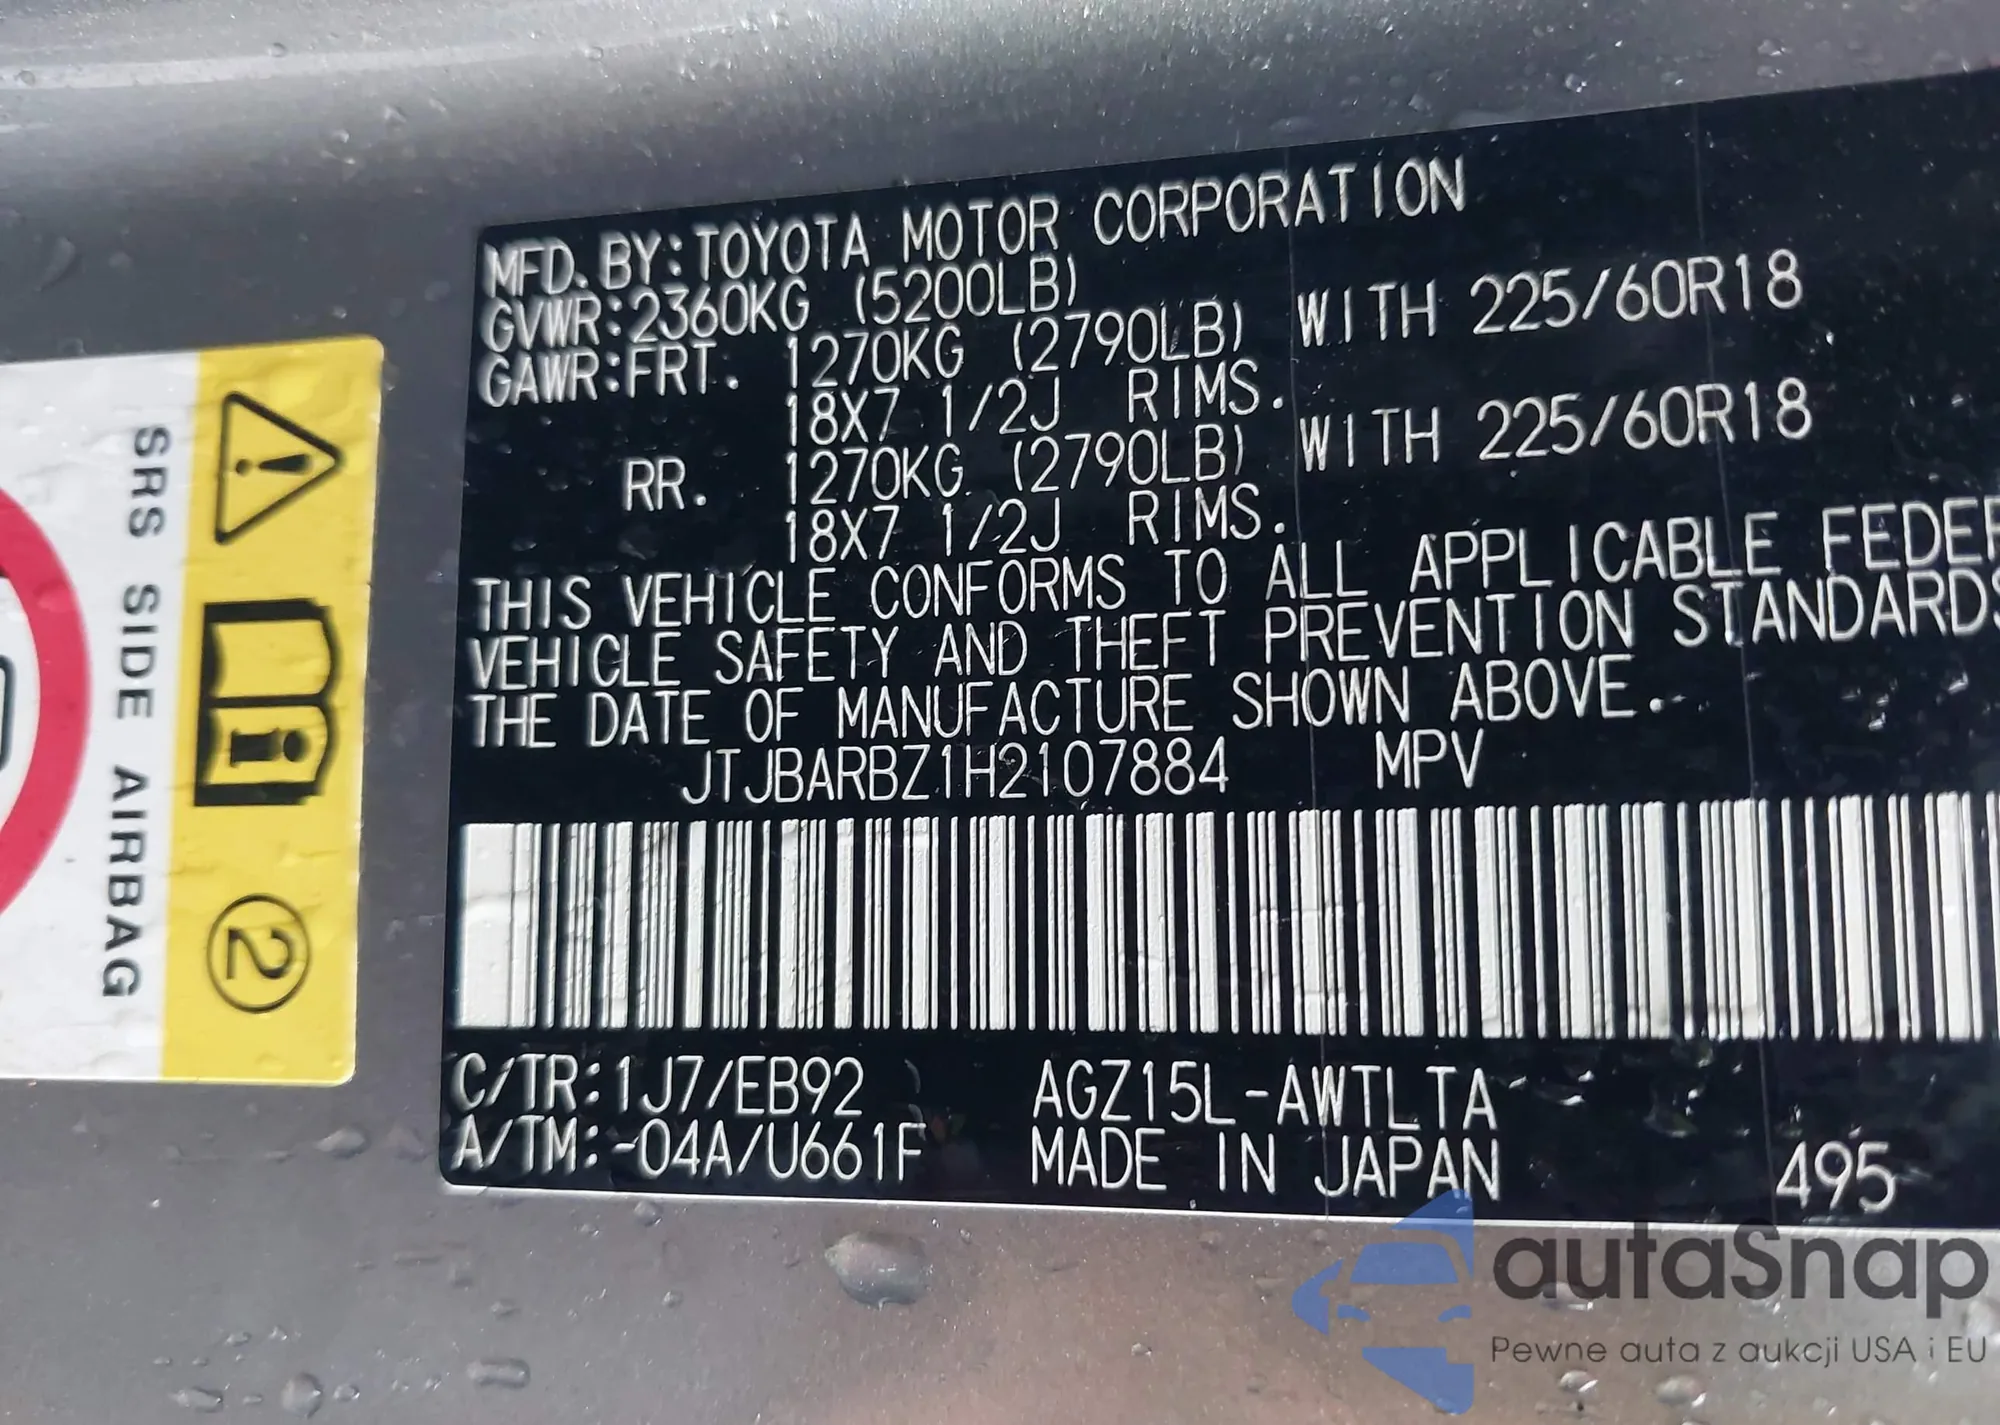 MFD. BY: TOYOTA MOTOR CORPORATION
GVWR: 2360KG (5200LB)
GAWR: FRT. 1270KG (2790LB) WITH 225/60R18
18X7 1/2J RIMS.
RR. 1270KG (2790LB) WITH 225/60R18
18X7 1/2J RIMS.
THIS VEHICLE CONFORMS TO ALL APPLICABLE FEDER
VEHICLE SAFETY AND THEFT PREVENTION STANDARDS
THE DATE OF MANUFACTURE SHOWN ABOVE.
JTJBARBZ1H2107884 MPV
C/TR: 1J7/EB92 AGZ15L-AWTLTA
A/TM: -04A/U661F MADE IN JAPAN 495
SRS SIDE AIRBAG
i
2
autaSnap
Pewne auta z aukcji USA i EU